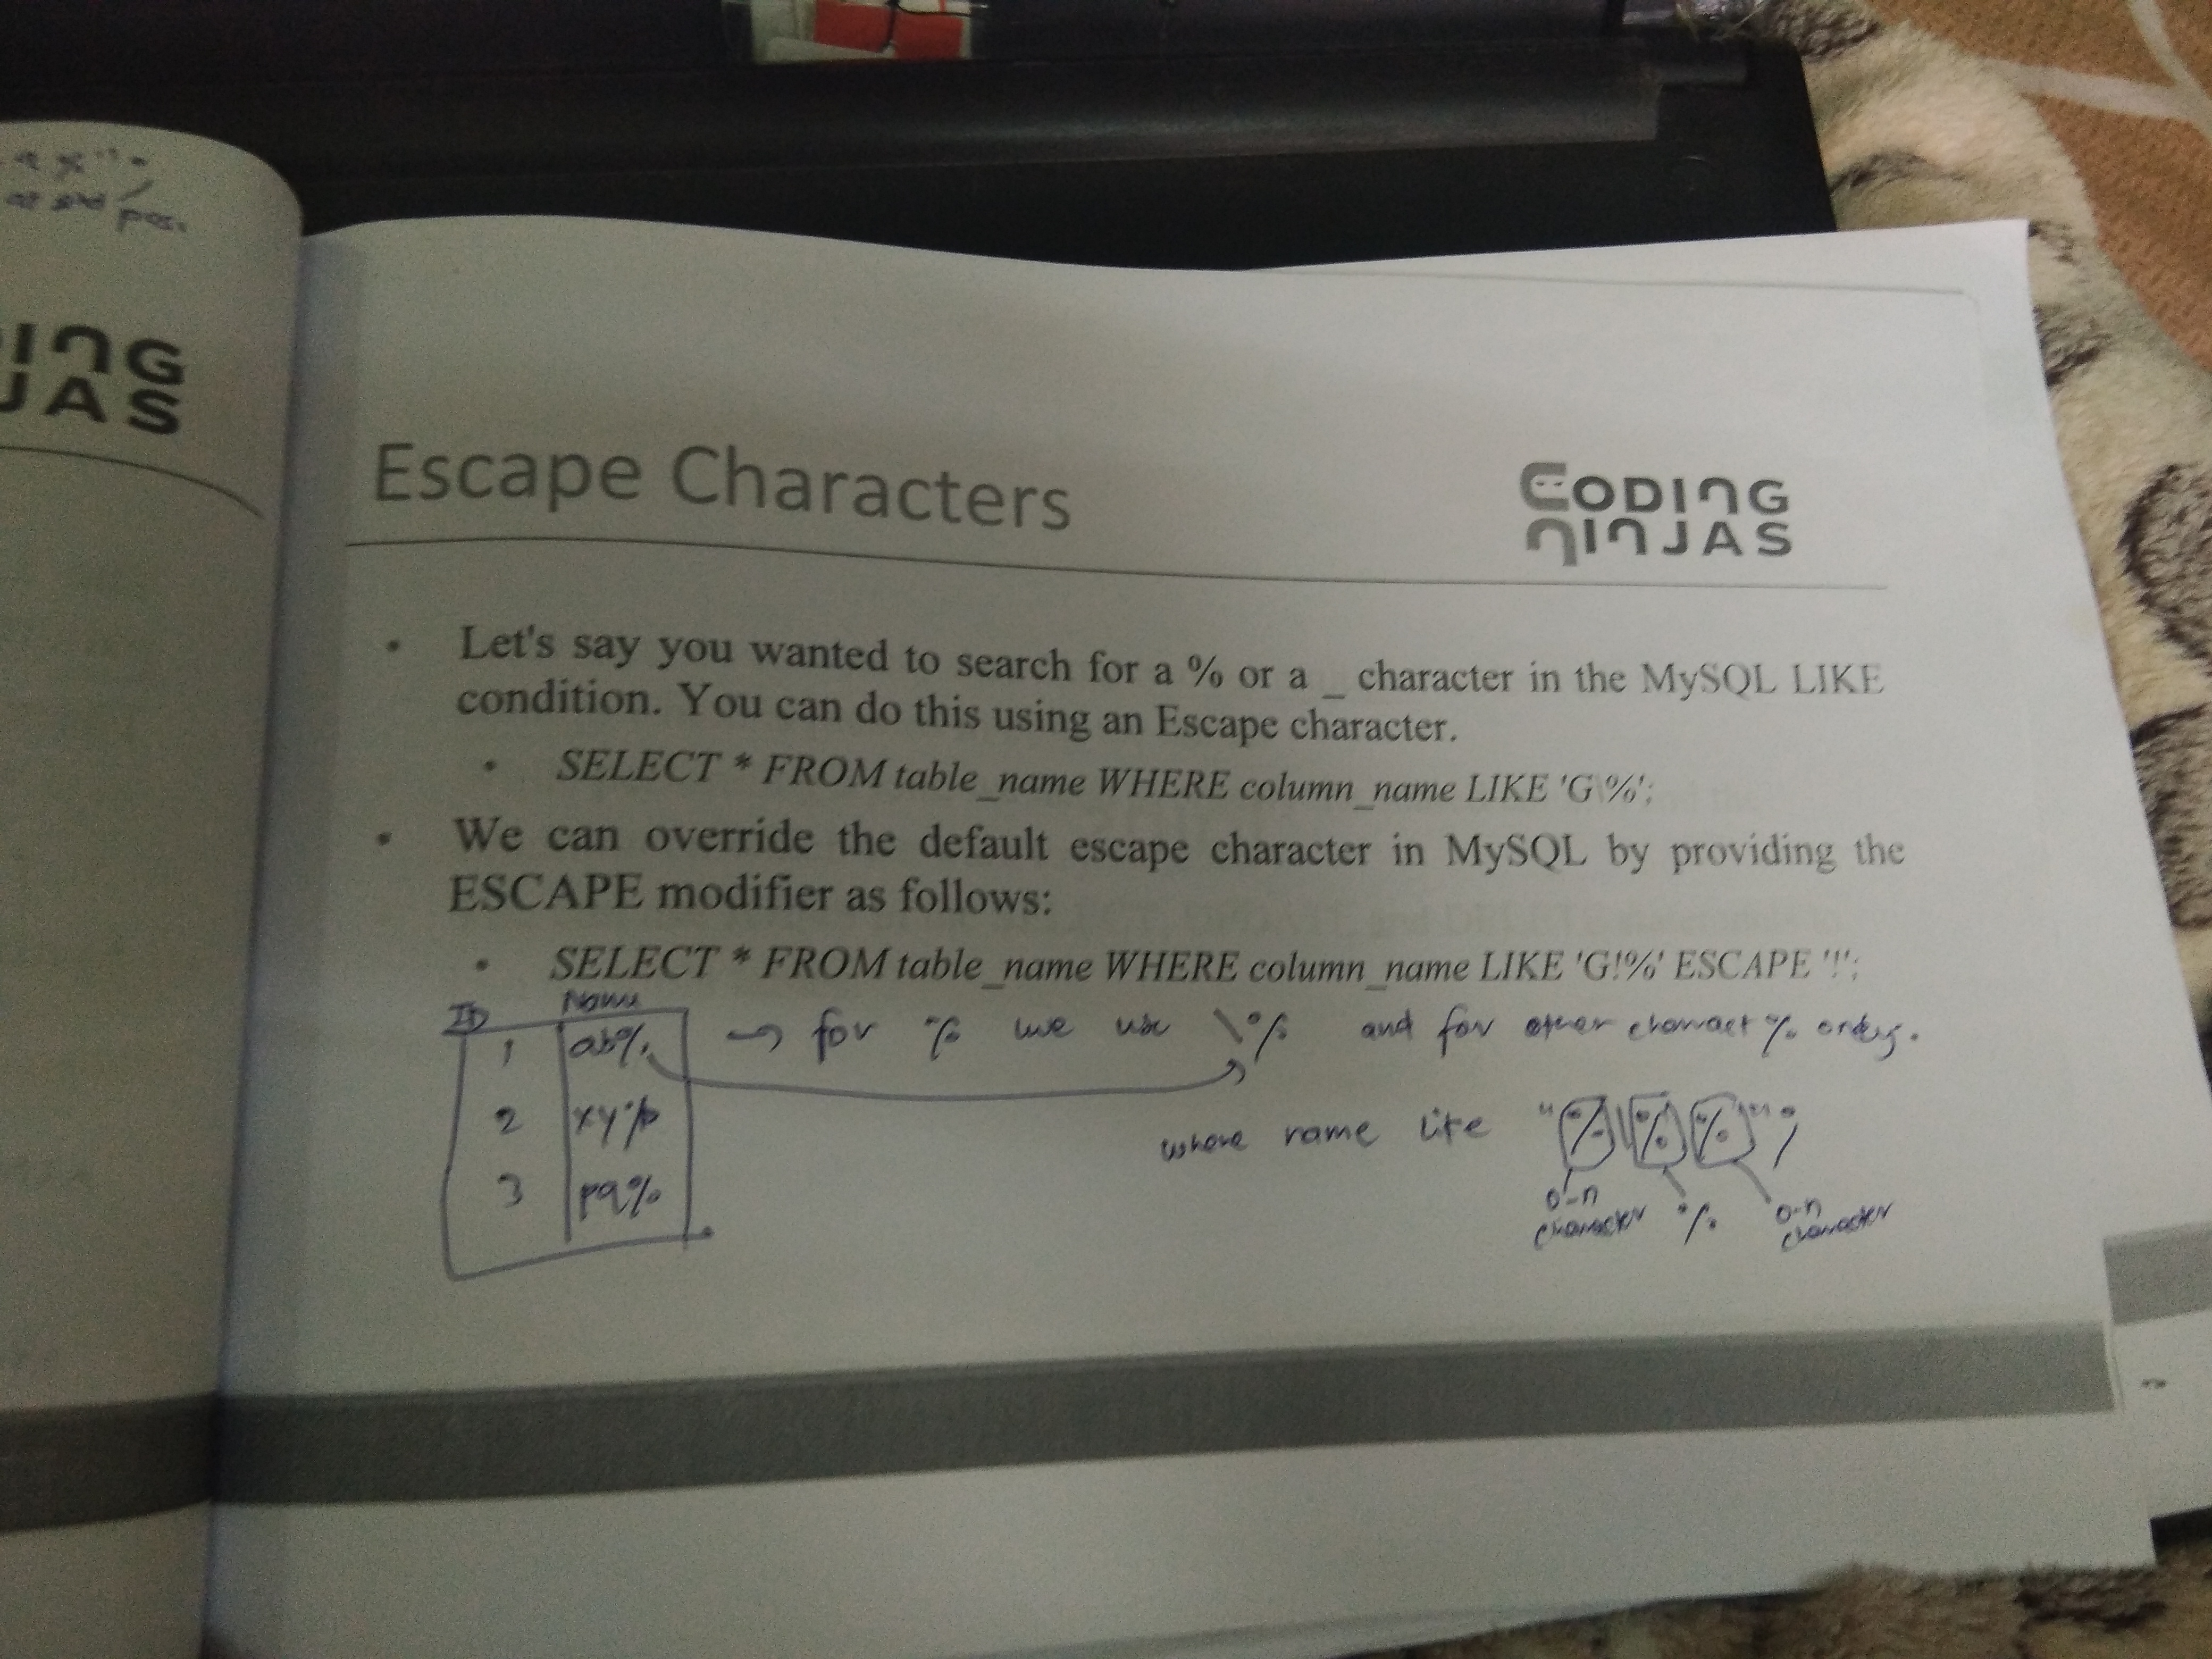 ING
JAS
Escape Characters
CODING
NINJAS
• Let's say you wanted to search for a % or a _ character in the MySQL LIKE
condition. You can do this using an Escape character.
• SELECT * FROM table_name WHERE column_name LIKE 'G\%';
• We can override the default escape character in MySQL by providing the
ESCAPE modifier as follows:
• SELECT * FROM table_name WHERE column_name LIKE 'G!%' ESCAPE '!';
ID Name
1 ab% → for % we use \% and for other charact % only.
2 xy%
where name like "%\%%";
3 pq%
0-n % 0-n
character character